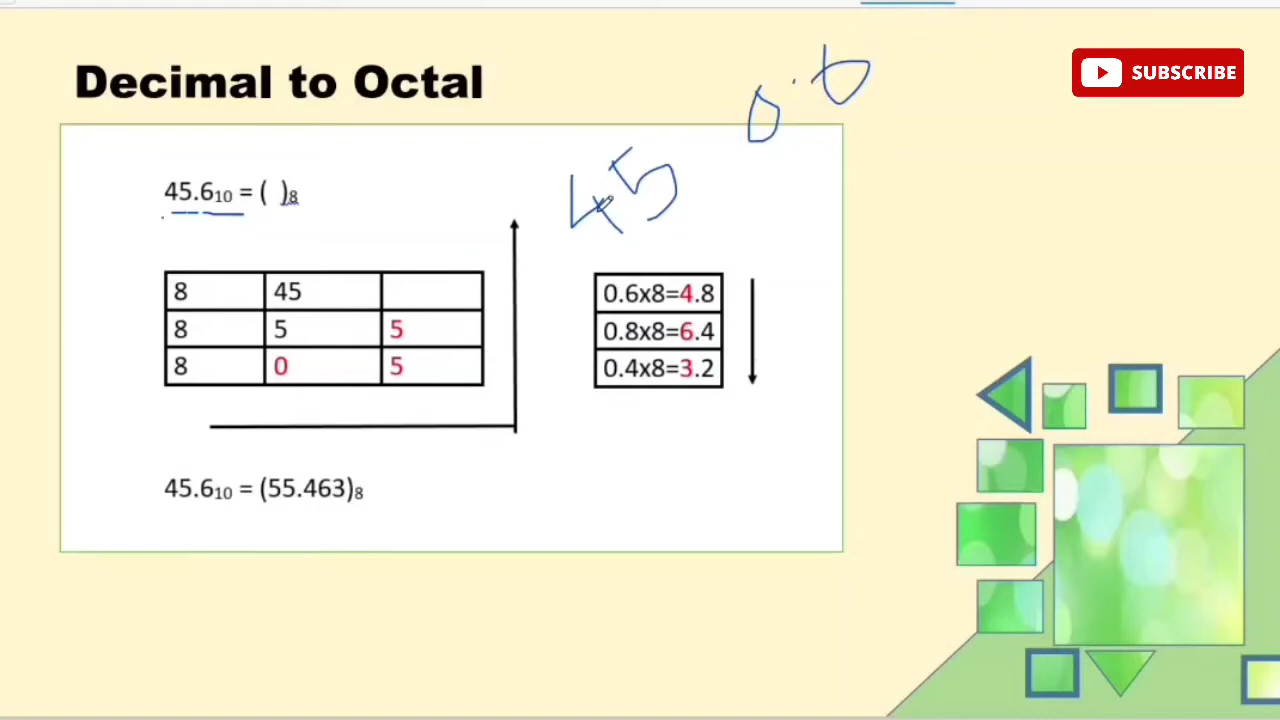 Decimal to Octal
0.6
SUBSCRIBE
45.6₁₀ = ( )₈
45
8 45
8 5 5
8 0 5
0.6x8=4.8
0.8x8=6.4
0.4x8=3.2
45.6₁₀ = (55.463)₈